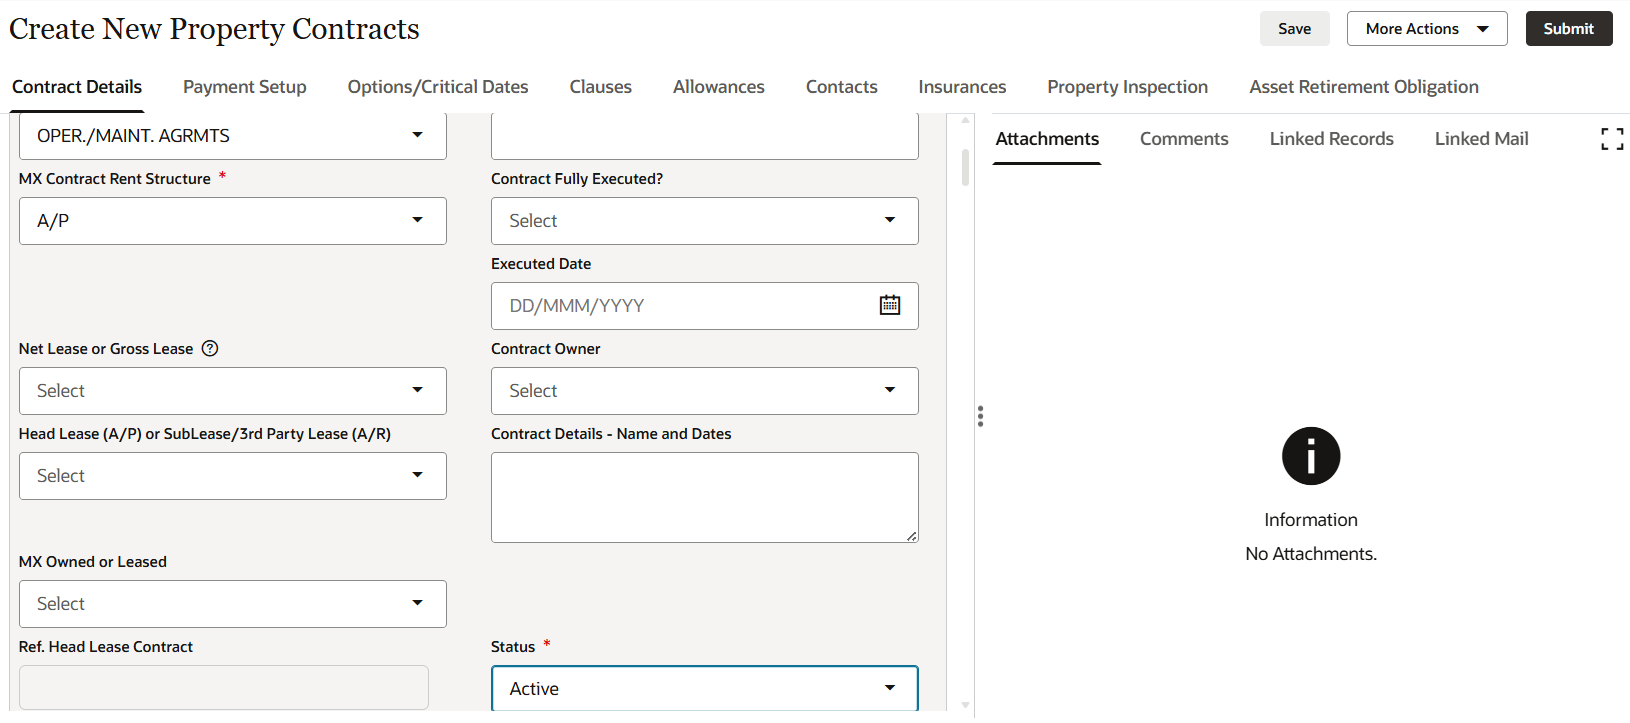 Create New Property Contracts
Save
More Actions
Submit
Contract Details
Payment Setup
Options/Critical Dates
Clauses
Allowances
Contacts
Insurances
Property Inspection
Asset Retirement Obligation
OPER./MAINT. AGRMTS
MX Contract Rent Structure *
A/P
Contract Fully Executed?
Select
Executed Date
DD/MMM/YYYY
Net Lease or Gross Lease ?
Select
Contract Owner
Select
Head Lease (A/P) or SubLease/3rd Party Lease (A/R)
Select
Contract Details - Name and Dates
MX Owned or Leased
Select
Ref. Head Lease Contract
Status *
Active
Attachments
Comments
Linked Records
Linked Mail
Information
No Attachments.